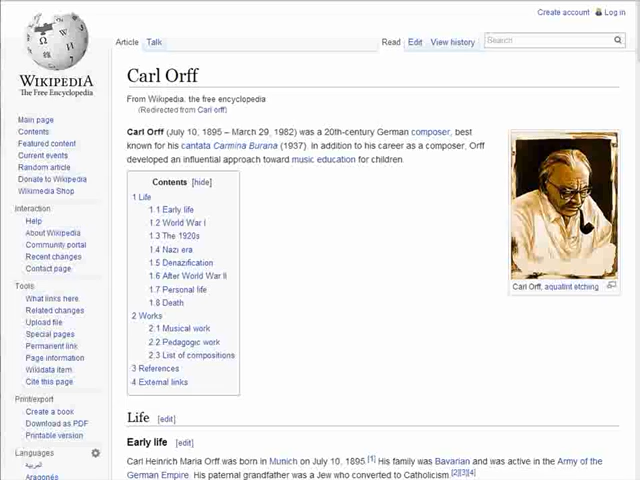 Create account
Log in
Article
Talk
Read
Edit
View history
Search
WIKIPEDIA
The Free Encyclopedia
Carl Orff
From Wikipedia, the free encyclopedia
(Redirected from Carl orff)
Main page
Contents
Featured content
Current events
Random article
Donate to Wikipedia
Wikimedia Shop
Interaction
Help
About Wikipedia
Community portal
Recent changes
Contact page
Tools
What links here
Related changes
Upload file
Special pages
Permanent link
Page information
Wikidata item
Cite this page
Print/export
Create a book
Download as PDF
Printable version
Languages
العربية
Aragonés
Carl Orff (July 10, 1895 – March 29, 1982) was a 20th-century German composer, best
known for his cantata Carmina Burana (1937). In addition to his career as a composer, Orff
developed an influential approach toward music education for children.
Contents [hide]
1 Life
1.1 Early life
1.2 World War I
1.3 The 1920s
1.4 Nazi era
1.5 Denazification
1.6 After World War II
1.7 Personal life
1.8 Death
2 Works
2.1 Musical work
2.2 Pedagogic work
2.3 List of compositions
3 References
4 External links
Carl Orff, aquatint etching
Life [edit]
Early life [edit]
Carl Heinrich Maria Orff was born in Munich on July 10, 1895.[1] His family was Bavarian and was active in the Army of the
German Empire. His paternal grandfather was a Jew who converted to Catholicism.[2][3][4]